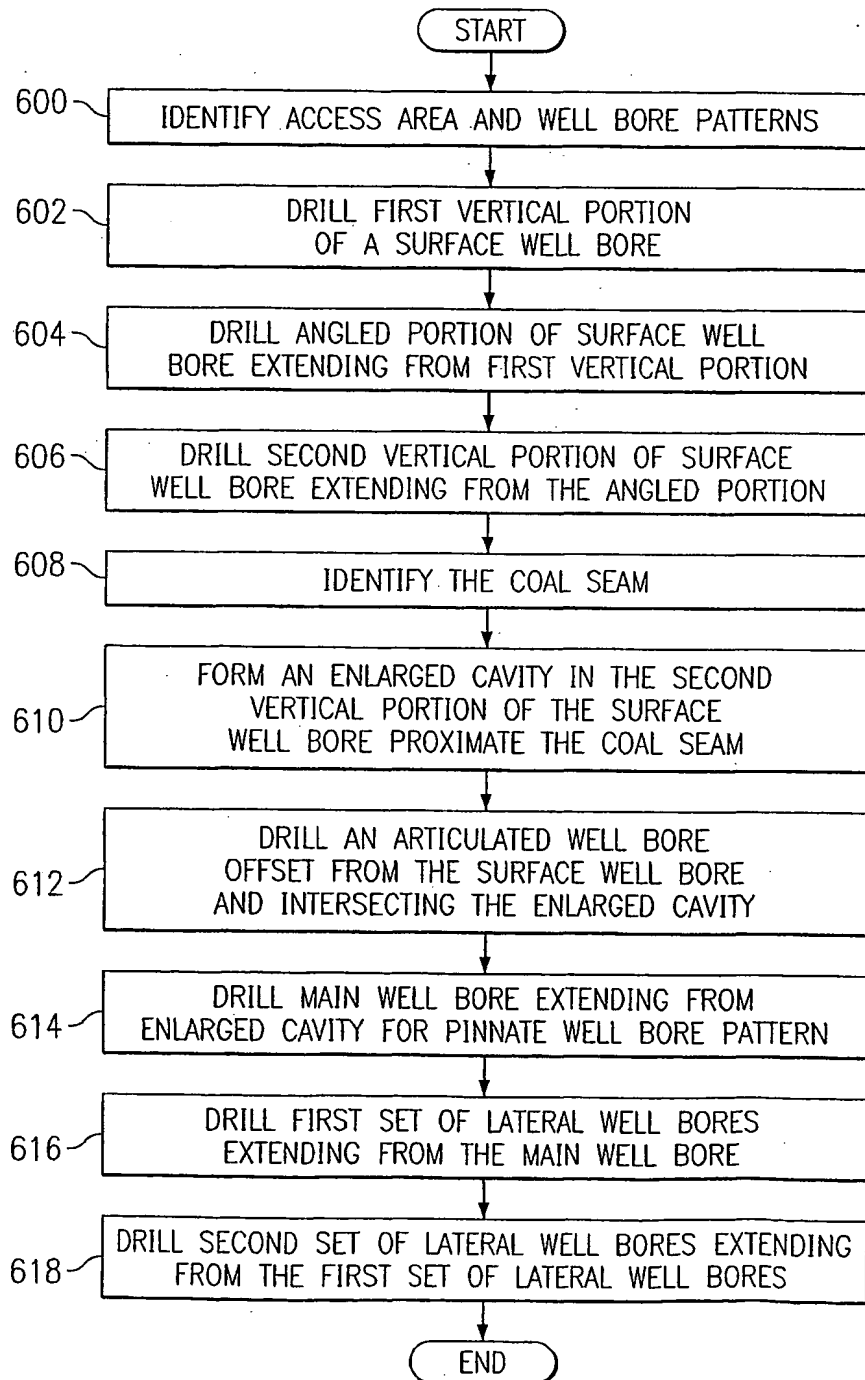 START
600
IDENTIFY ACCESS AREA AND WELL BORE PATTERNS
602
DRILL FIRST VERTICAL PORTION
OF A SURFACE WELL BORE
604
DRILL ANGLED PORTION OF SURFACE WELL
BORE EXTENDING FROM FIRST VERTICAL PORTION
606
DRILL SECOND VERTICAL PORTION OF SURFACE
WELL BORE EXTENDING FROM THE ANGLED PORTION
608
IDENTIFY THE COAL SEAM
610
FORM AN ENLARGED CAVITY IN THE SECOND
VERTICAL PORTION OF THE SURFACE
WELL BORE PROXIMATE THE COAL SEAM
612
DRILL AN ARTICULATED WELL BORE
OFFSET FROM THE SURFACE WELL BORE
AND INTERSECTING THE ENLARGED CAVITY
614
DRILL MAIN WELL BORE EXTENDING FROM
ENLARGED CAVITY FOR PINNATE WELL BORE PATTERN
616
DRILL FIRST SET OF LATERAL WELL BORES
EXTENDING FROM THE MAIN WELL BORE
618
DRILL SECOND SET OF LATERAL WELL BORES EXTENDING
FROM THE FIRST SET OF LATERAL WELL BORES
END